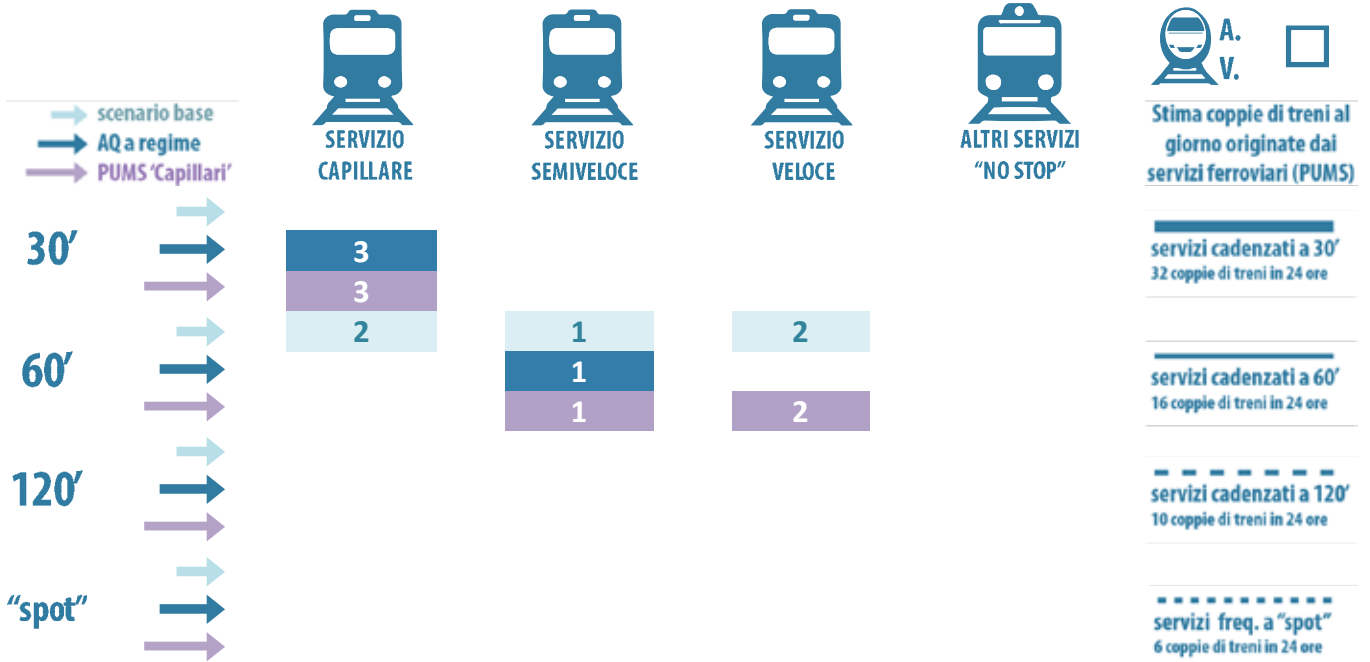 A.
V.
scenario base
AQ a regime
PUMS ‘Capillari’
SERVIZIO
CAPILLARE
SERVIZIO
SEMIVELOCE
SERVIZIO
VELOCE
ALTRI SERVIZI
“NO STOP”
Stima coppie di treni al
giorno originate dai
servizi ferroviari (PUMS)
30’
3
3
servizi cadenzati a 30’
32 coppie di treni in 24 ore
60’
2
1
2
1
1
2
servizi cadenzati a 60’
16 coppie di treni in 24 ore
120’
servizi cadenzati a 120’
10 coppie di treni in 24 ore
“spot”
servizi freq. a “spot”
6 coppie di treni in 24 ore